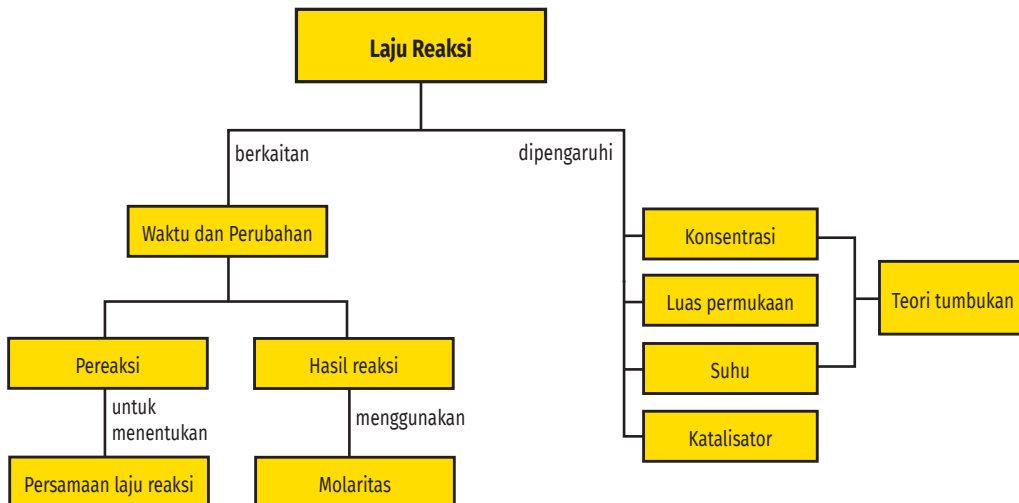 Laju Reaksi
berkaitan
dipengaruhi
Waktu dan Perubahan
Pereaksi
Hasil reaksi
untuk
menentukan
menggunakan
Persamaan laju reaksi
Molaritas
Konsentrasi
Luas permukaan
Suhu
Katalisator
Teori tumbukan